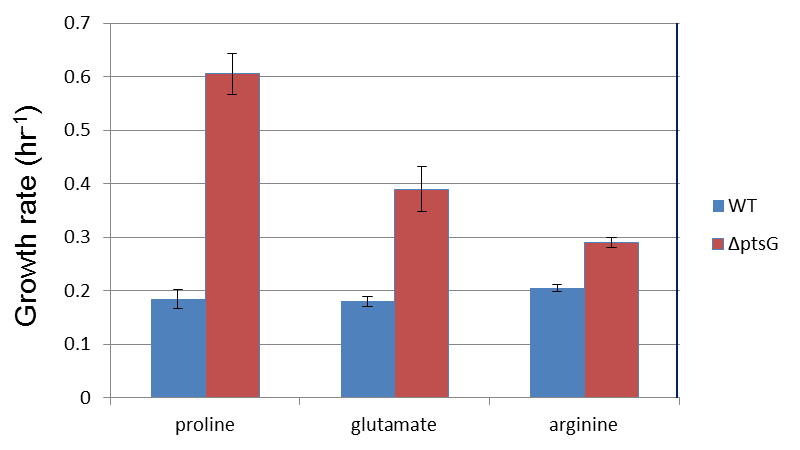 0.7
0.6
0.5
0.4
0.3
0.2
0.1
0
Growth rate (hr⁻¹)
proline
glutamate
arginine
WT
ΔptsG